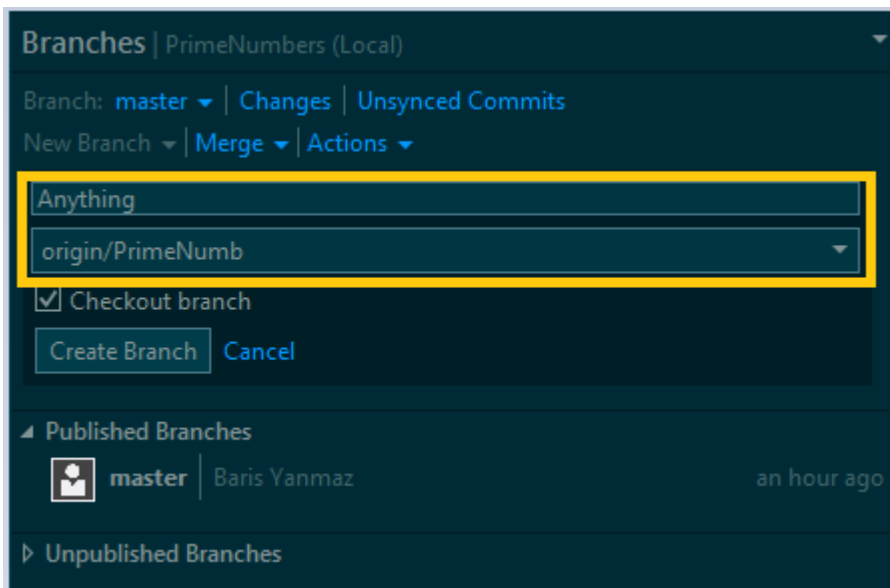 Branches | PrimeNumbers (Local)
Branch: master | Changes | Unsynced Commits
New Branch | Merge | Actions
Anything
origin/PrimeNumb
Checkout branch
Create Branch Cancel
Published Branches
master | Baris Yanmaz an hour ago
Unpublished Branches